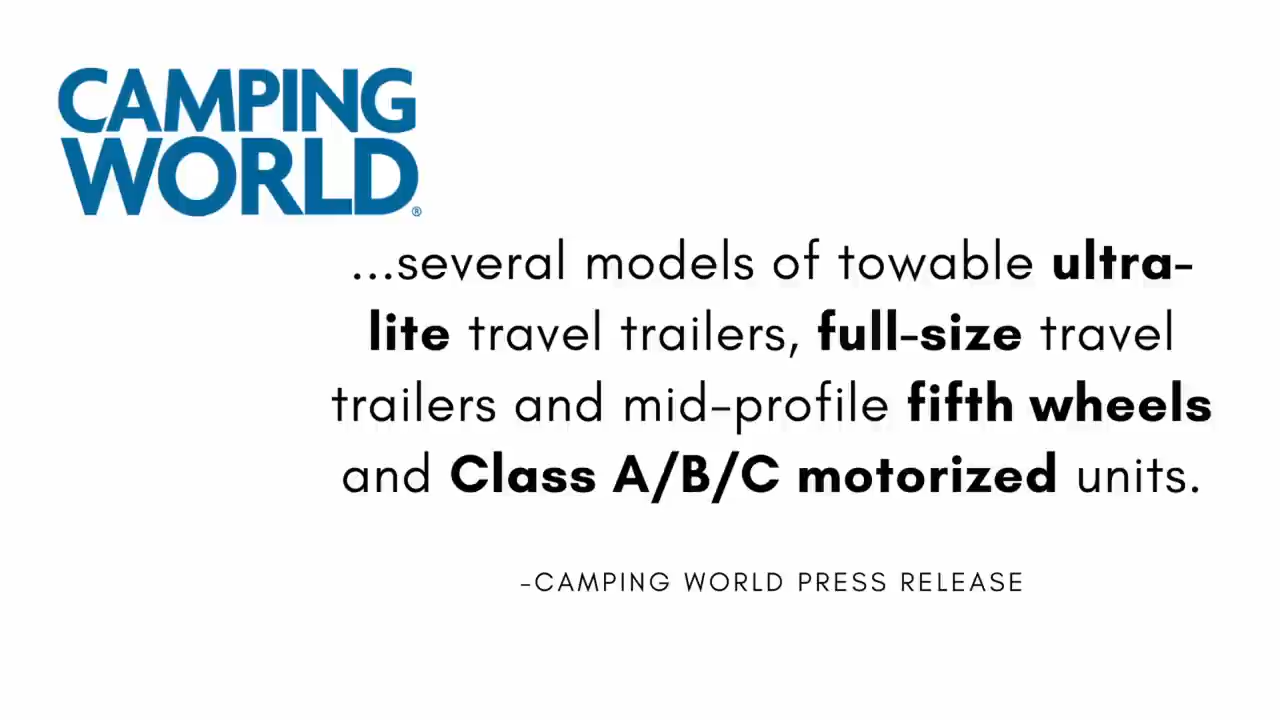 CAMPING
WORLD®
...several models of towable ultra-
lite travel trailers, full-size travel
trailers and mid-profile fifth wheels
and Class A/B/C motorized units.
-CAMPING WORLD PRESS RELEASE